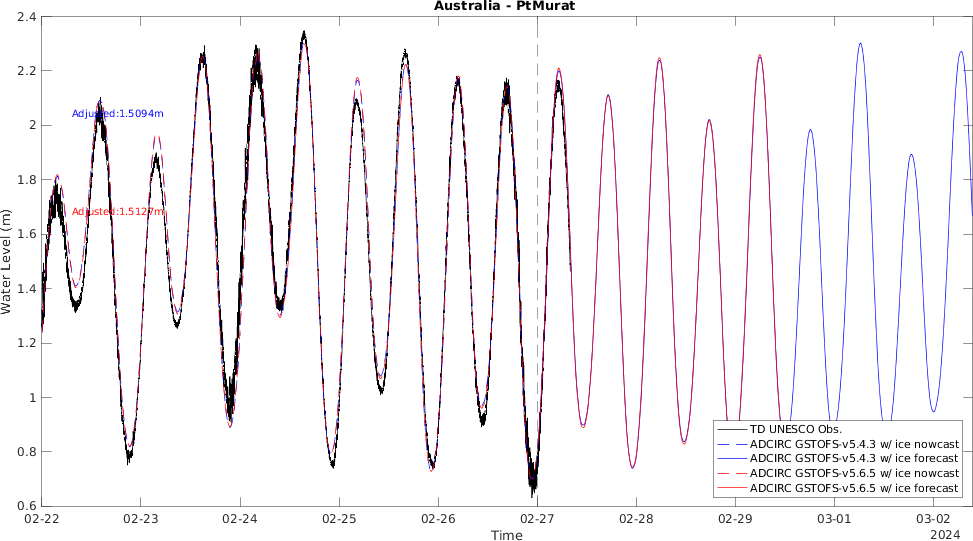 Australia - PtMurat
2.4
2.2
2
1.8
1.6
1.4
1.2
1
0.8
0.6
Water Level (m)
Adjusted:1.5094m
Adjusted:1.5127m
TD UNESCO Obs.
ADCIRC GSTOFS-v5.4.3 w/ ice nowcast
ADCIRC GSTOFS-v5.4.3 w/ ice forecast
ADCIRC GSTOFS-v5.6.5 w/ ice nowcast
ADCIRC GSTOFS-v5.6.5 w/ ice forecast
02-22 02-23 02-24 02-25 02-26 02-27 02-28 02-29 03-01 03-02
Time
2024